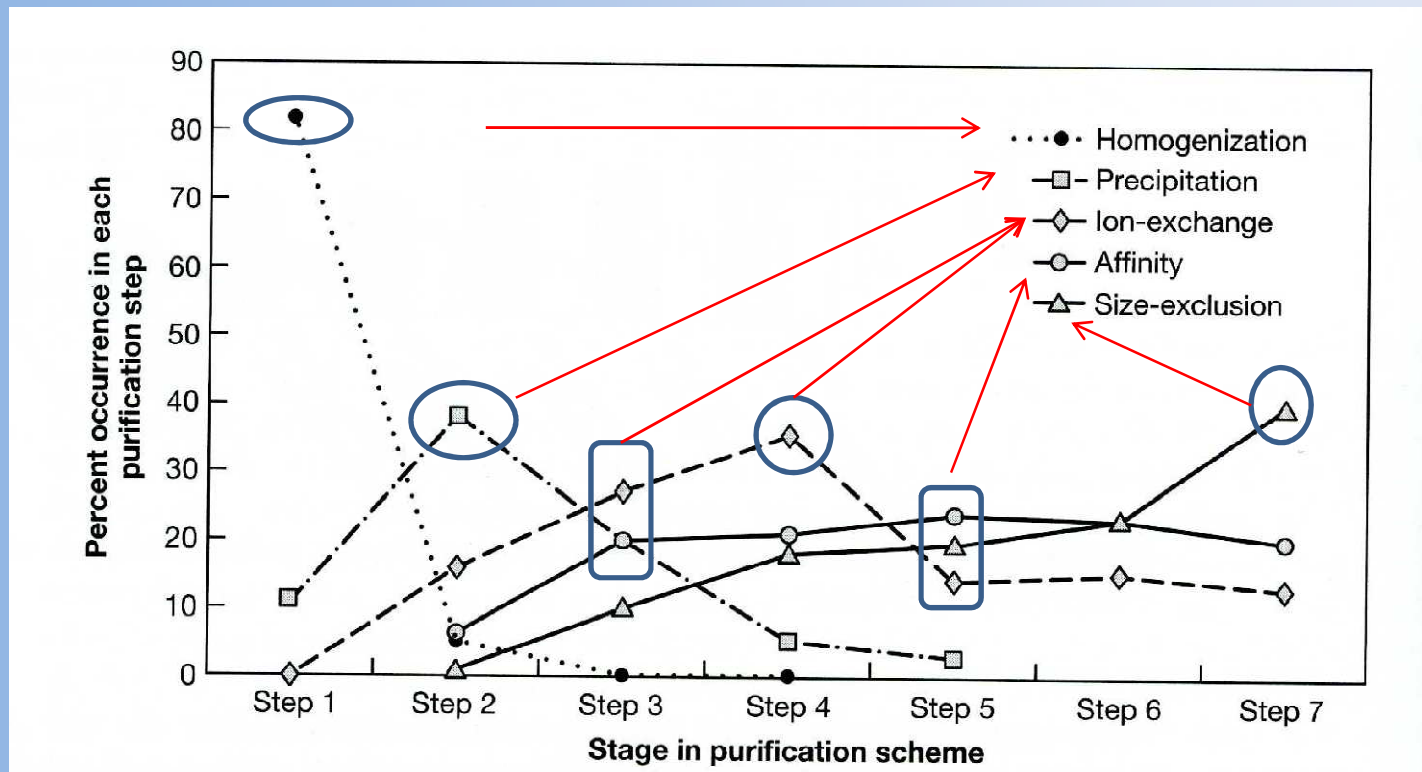 Percent occurrence in each
purification step
90
80
70
60
50
40
30
20
10
0
Homogenization
Precipitation
Ion-exchange
Affinity
Size-exclusion
Step 1 Step 2 Step 3 Step 4 Step 5 Step 6 Step 7
Stage in purification scheme